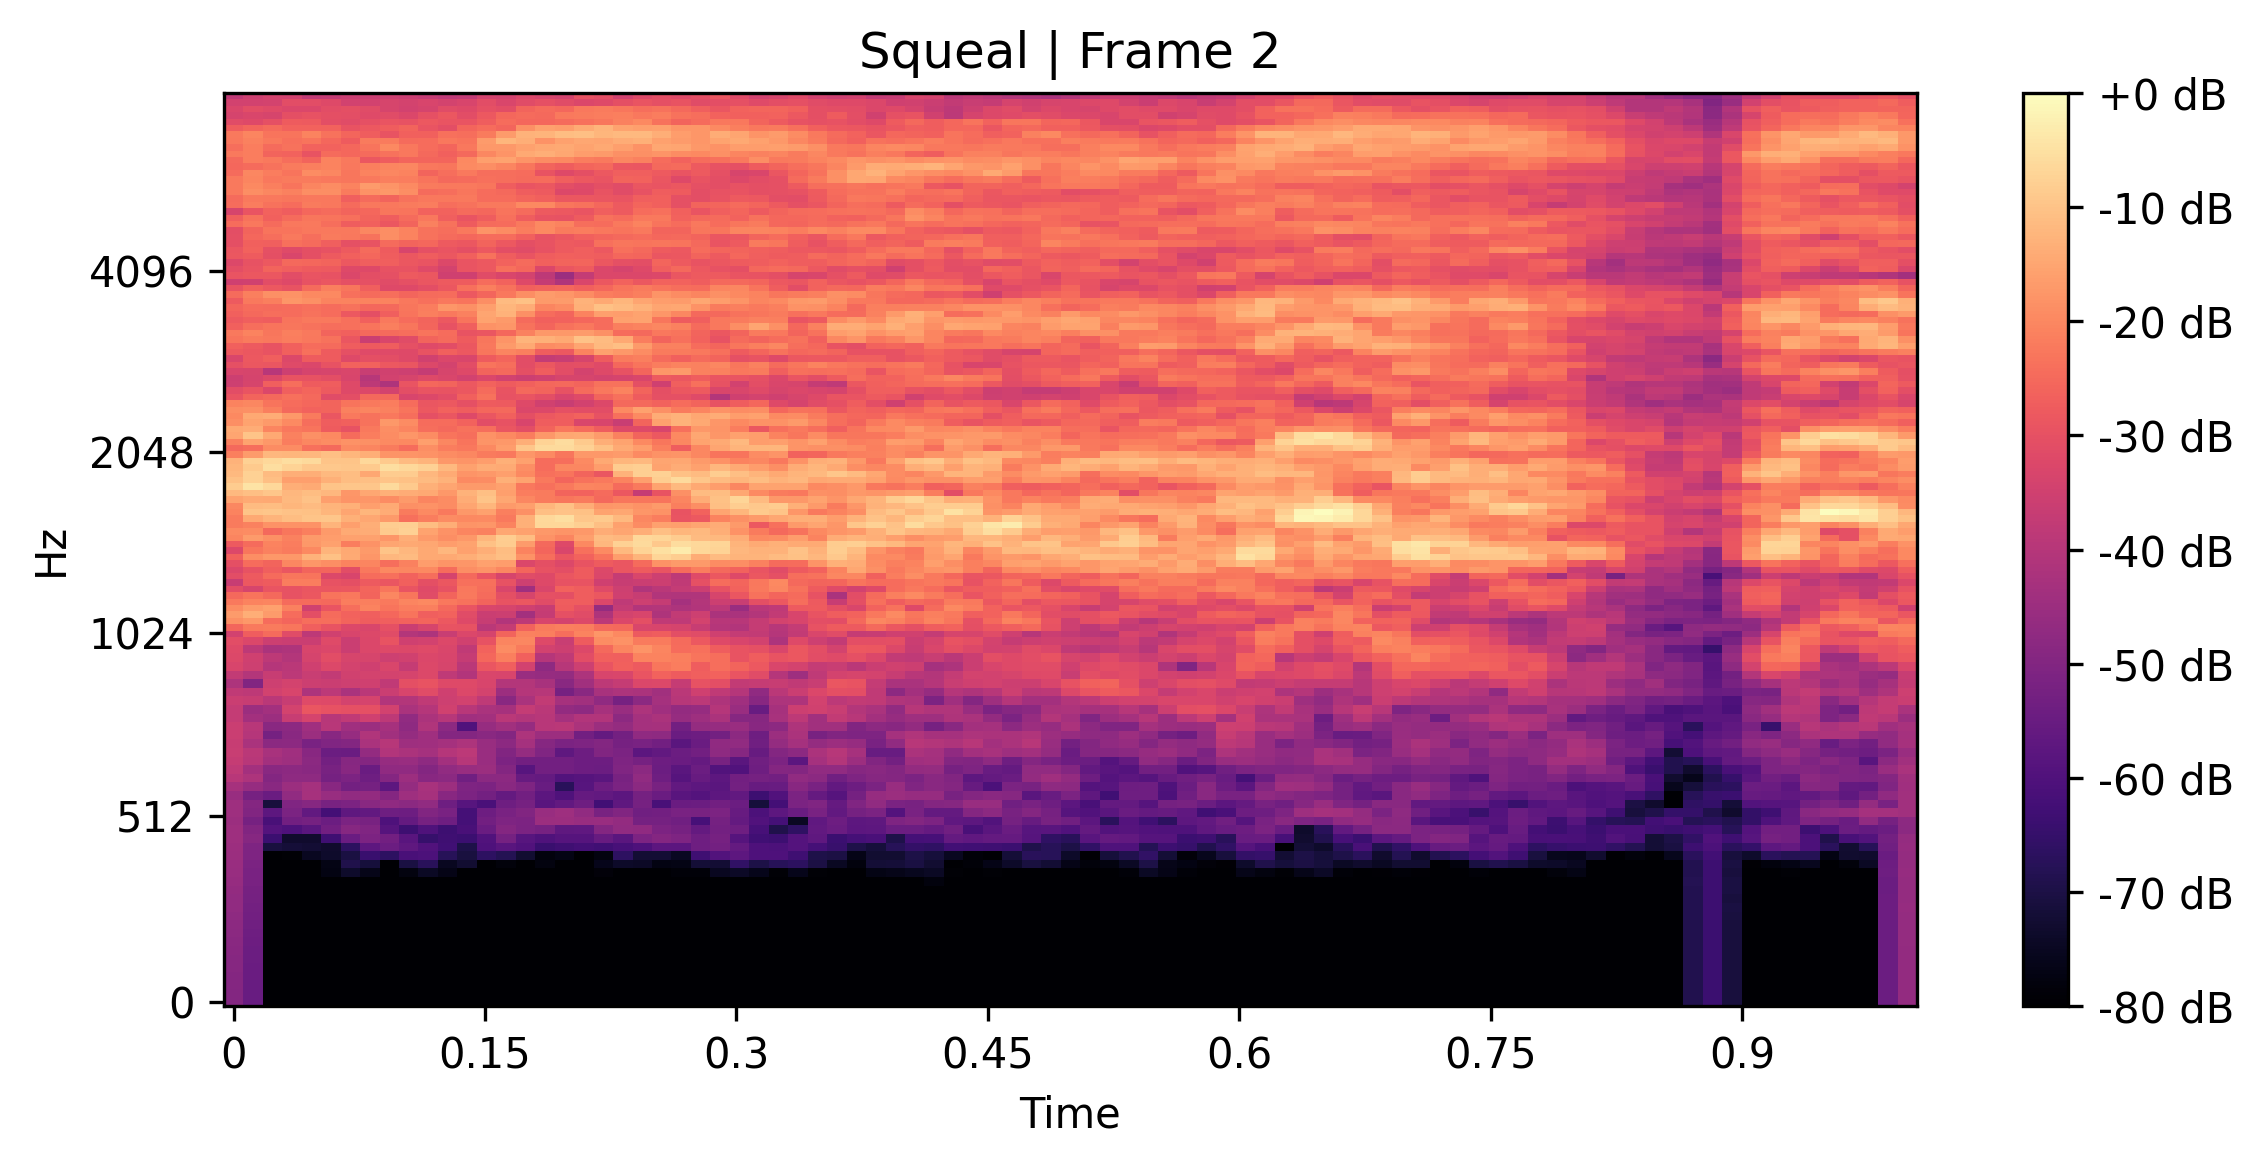 Squeal | Frame 2
+0 dB
-10 dB
-20 dB
-30 dB
-40 dB
-50 dB
-60 dB
-70 dB
-80 dB
Hz
4096
2048
1024
512
0
0 0.15 0.3 0.45 0.6 0.75 0.9
Time